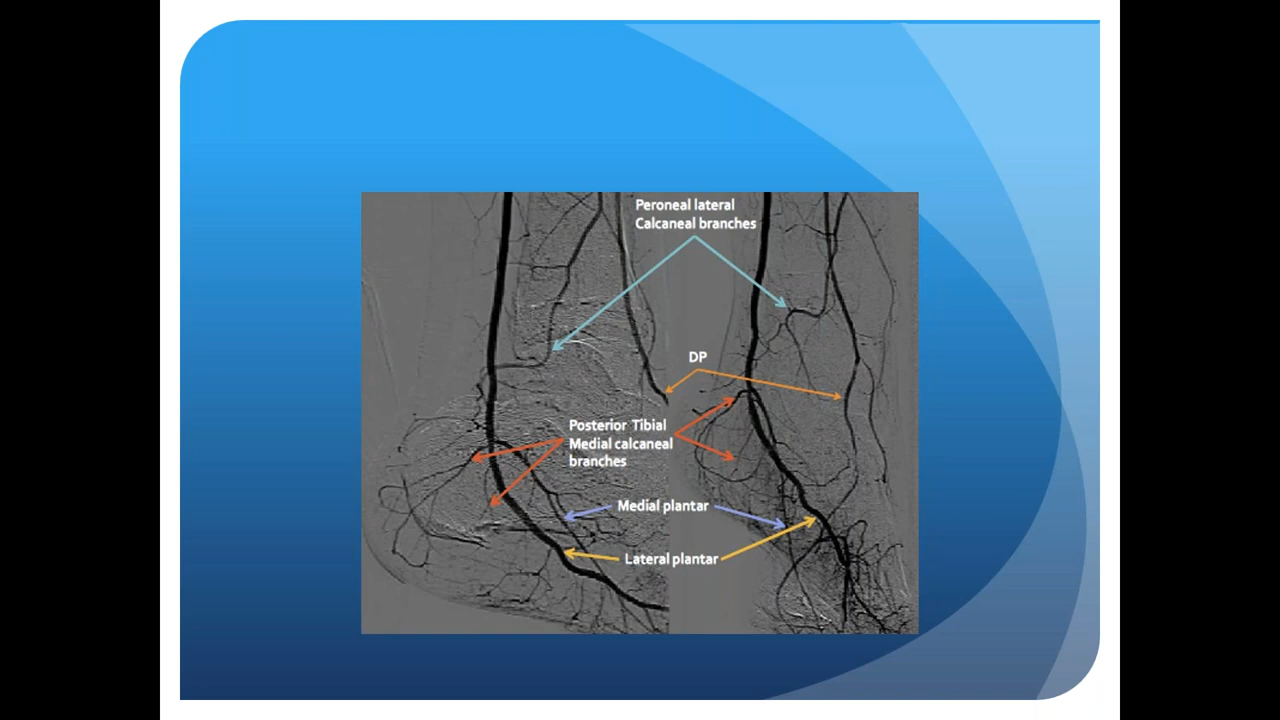 Peroneal lateral
Calcaneal branches
DP
Posterior Tibial
Medial calcaneal
branches
Medial plantar
Lateral plantar